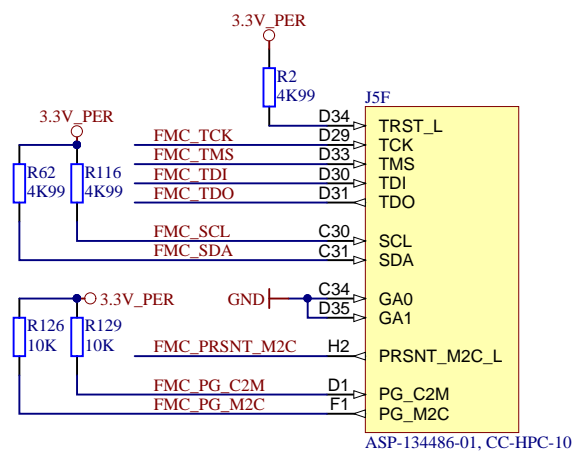 3.3V_PER
R2
4K99
J5F
D34
TRST_L
3.3V_PER
FMC_TCK
D29
TCK
FMC_TMS
D33
TMS
R62
4K99
R116
4K99
FMC_TDI
D30
TDI
FMC_TDO
D31
TDO
FMC_SCL
C30
SCL
FMC_SDA
C31
SDA
3.3V_PER
GND
C34
GA0
D35
GA1
R126
10K
R129
10K
FMC_PRSNT_M2C
H2
PRSNT_M2C_L
FMC_PG_C2M
D1
PG_C2M
FMC_PG_M2C
F1
PG_M2C
ASP-134486-01, CC-HPC-10